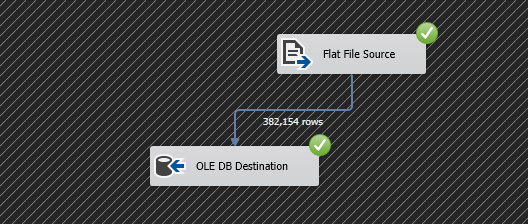 Flat File Source
382,154 rows
OLE DB Destination